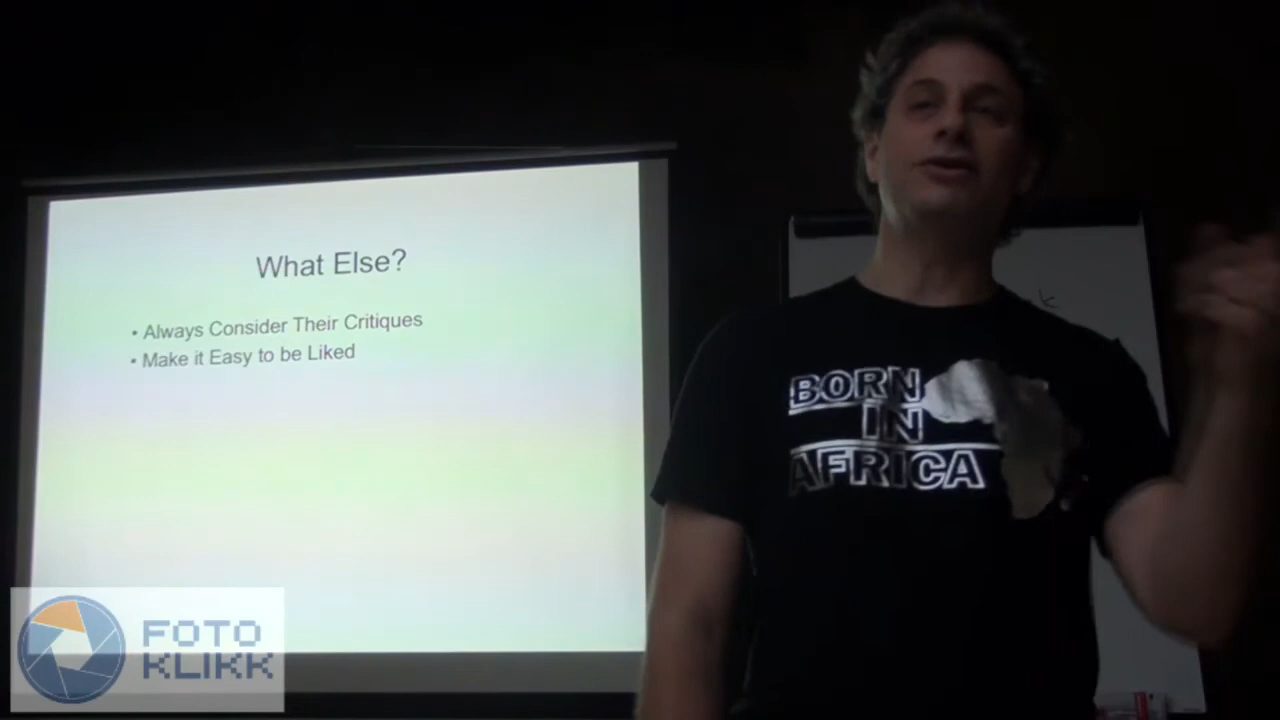 What Else?
• Always Consider Their Critiques
• Make it Easy to be Liked
k
BORN
IN
AFRICA
FOTO
KLIKK